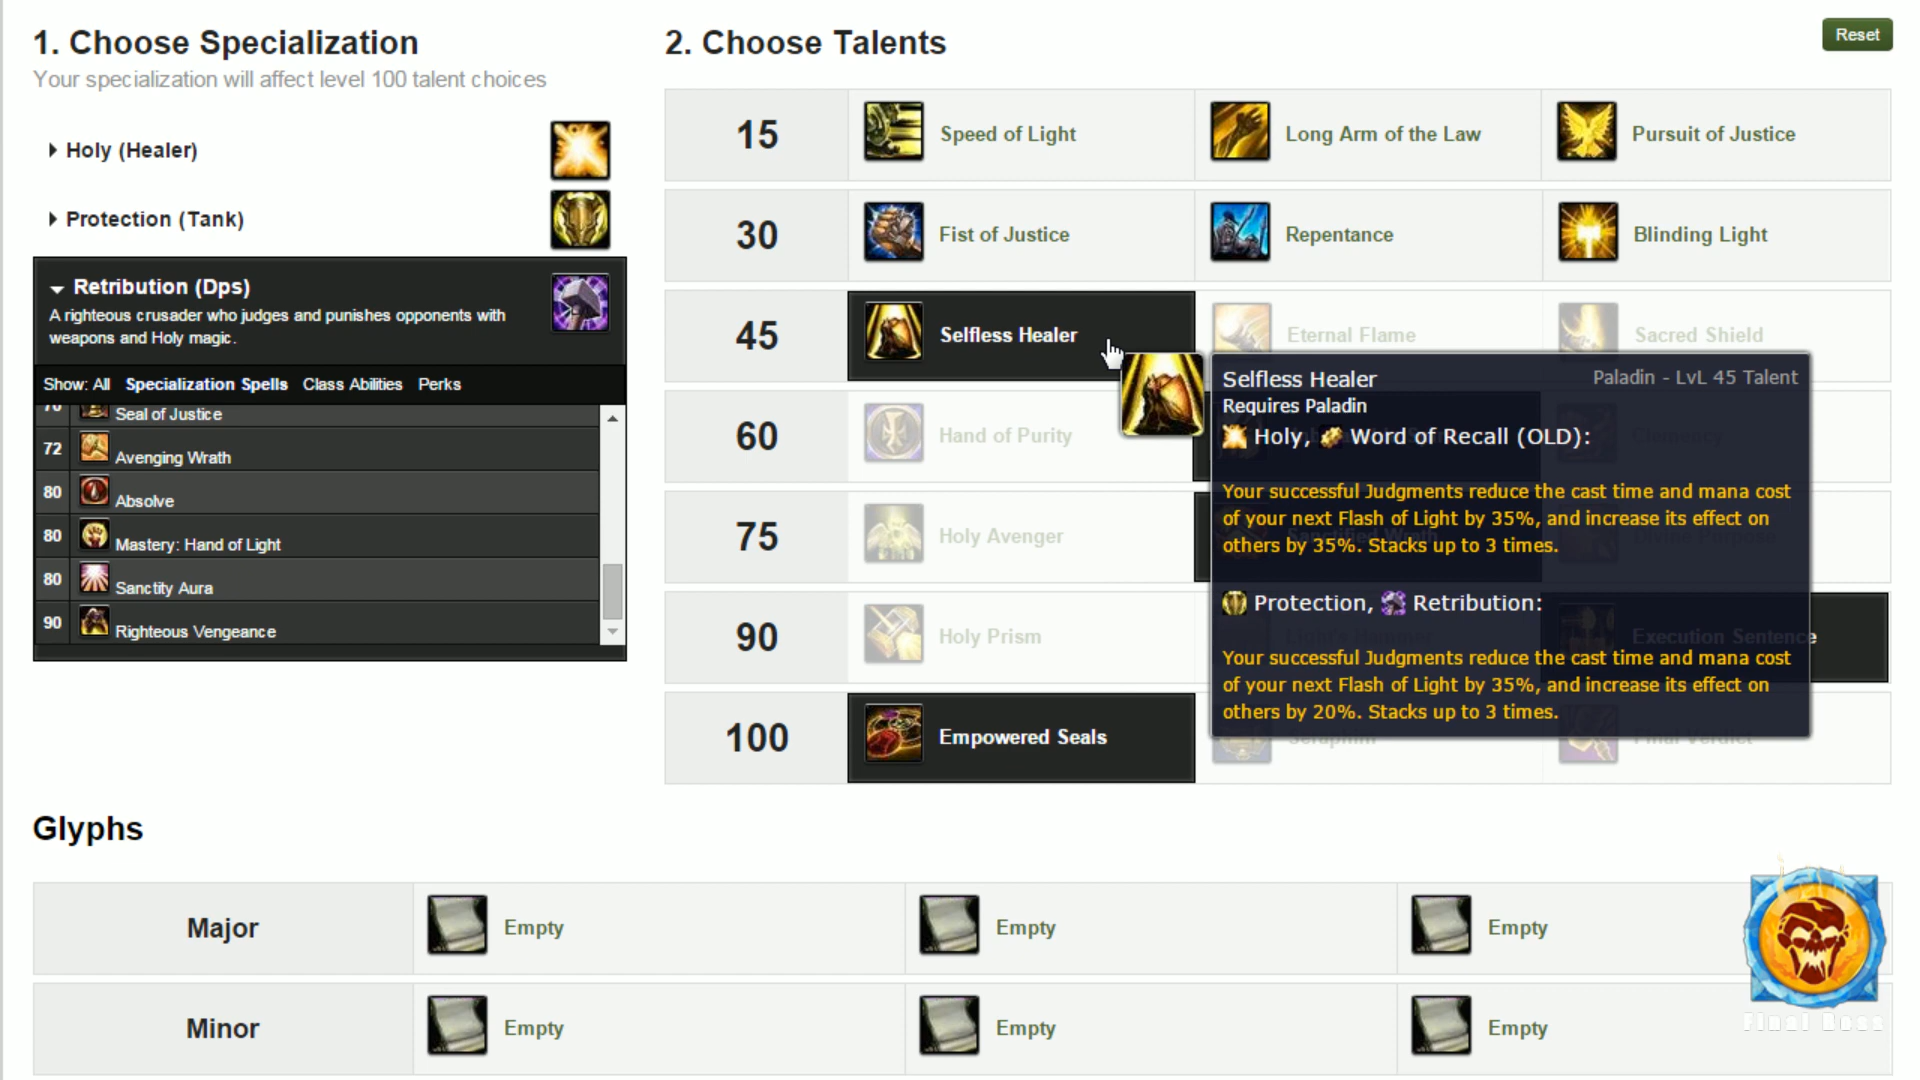 1. Choose Specialization
Your specialization will affect level 100 talent choices
Holy (Healer)
Protection (Tank)
Retribution (Dps)
A righteous crusader who judges and punishes opponents with
weapons and Holy magic.
Show: All Specialization Spells Class Abilities Perks
70 Seal of Justice
72 Avenging Wrath
80 Absolve
80 Mastery: Hand of Light
80 Sanctity Aura
90 Righteous Vengeance
2. Choose Talents
Reset
15 Speed of Light Long Arm of the Law Pursuit of Justice
30 Fist of Justice Repentance Blinding Light
45 Selfless Healer Eternal Flame Sacred Shield
60 Hand of Purity
75 Holy Avenger
90 Holy Prism Execution Sentence
100 Empowered Seals Seraphim Final Verdict
Selfless Healer Paladin - LvL 45 Talent
Requires Paladin
Holy, Word of Recall (OLD):
Your successful Judgments reduce the cast time and mana cost
of your next Flash of Light by 35%, and increase its effect on
others by 35%. Stacks up to 3 times.
Protection, Retribution:
Your successful Judgments reduce the cast time and mana cost
of your next Flash of Light by 35%, and increase its effect on
others by 20%. Stacks up to 3 times.
Glyphs
Major Empty Empty Empty
Minor Empty Empty Empty
Final Boss